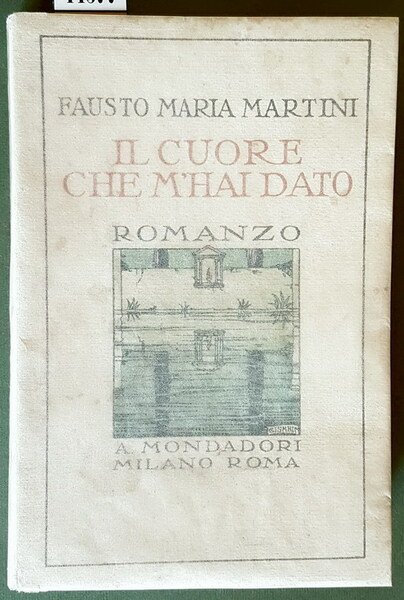 FAUSTO MARIA MARTINI
IL CUORE
CHE M'HAI DATO
ROMANZO
A. MONDADORI
MILANO ROMA